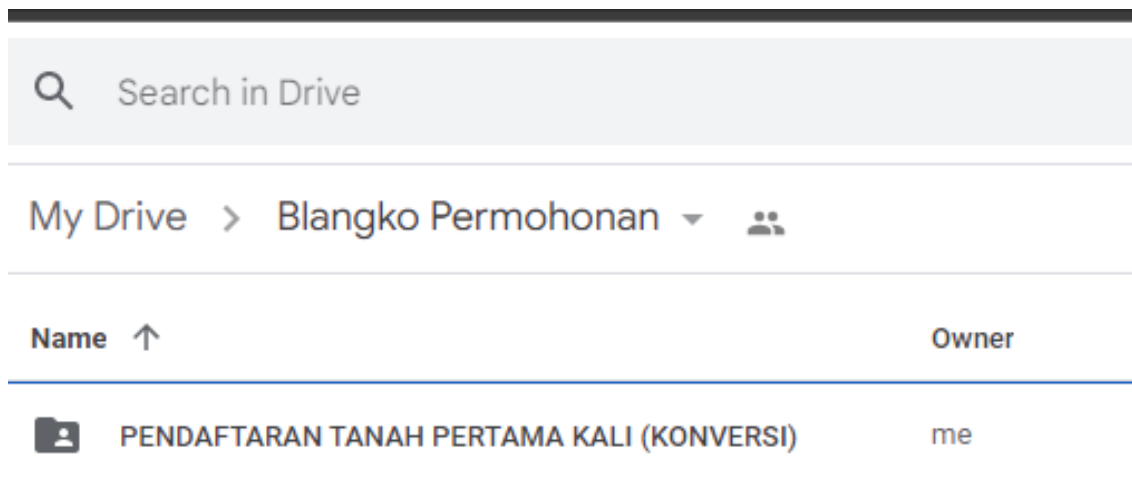 Search in Drive
My Drive > Blangko Permohonan
Name Owner
PENDAFTARAN TANAH PERTAMA KALI (KONVERSI) me